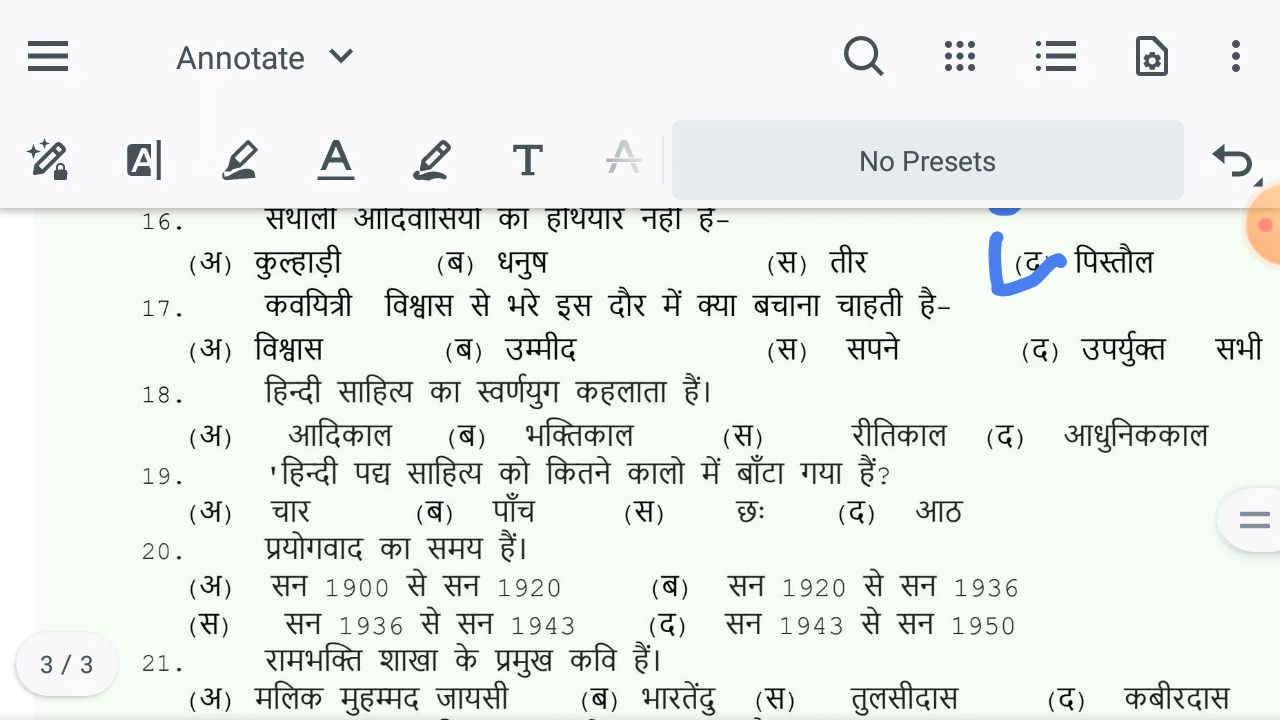 Annotate
A A T A No Presets
16. संथाली आदिवासियों का हथियार नहीं है-
(अ) कुल्हाड़ी (ब) धनुष (स) तीर (द) पिस्तौल
17. कवयित्री विश्वास से भरे इस दौर में क्या बचाना चाहती है-
(अ) विश्वास (ब) उम्मीद (स) सपने (द) उपर्युक्त सभी
18. हिन्दी साहित्य का स्वर्णयुग कहलाता हैं।
(अ) आदिकाल (ब) भक्तिकाल (स) रीतिकाल (द) आधुनिककाल
19. 'हिन्दी पद्य साहित्य को कितने कालो में बाँटा गया हैं?
(अ) चार (ब) पाँच (स) छः (द) आठ
20. प्रयोगवाद का समय हैं।
(अ) सन 1900 से सन 1920 (ब) सन 1920 से सन 1936
(स) सन 1936 से सन 1943 (द) सन 1943 से सन 1950
21. रामभक्ति शाखा के प्रमुख कवि हैं।
(अ) मलिक मुहम्मद जायसी (ब) भारतेंदु (स) तुलसीदास (द) कबीरदास
3 / 3